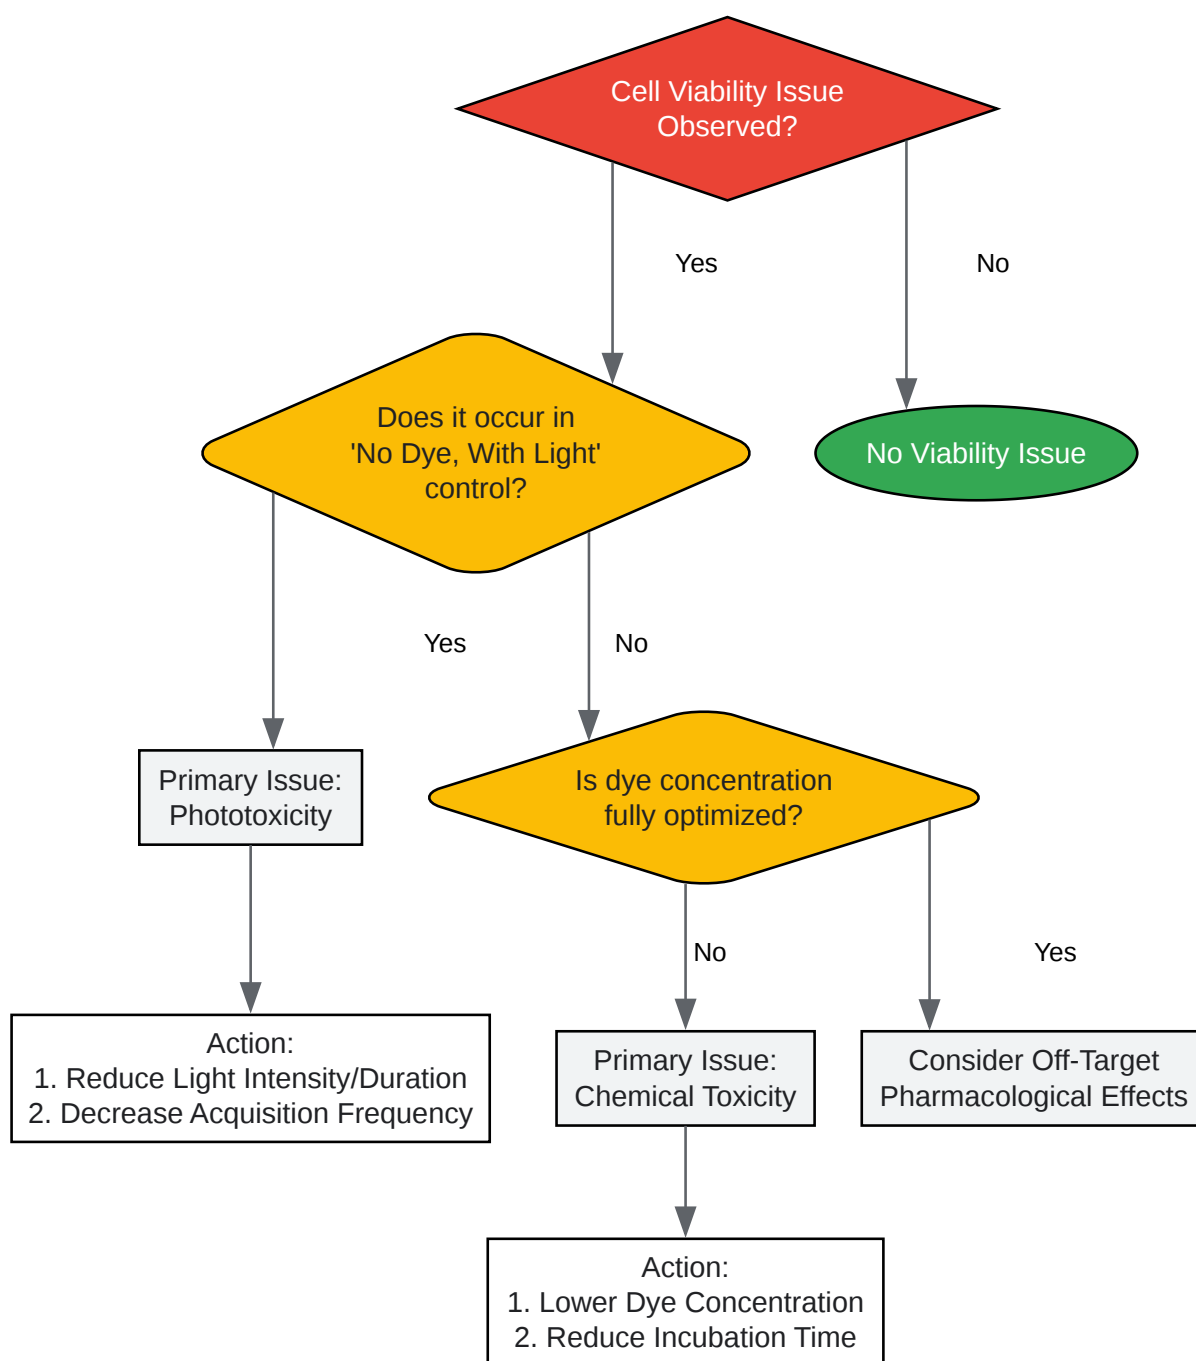 Cell Viability Issue
Observed?
Yes
No
Does it occur in
'No Dye, With Light'
control?
No Viability Issue
Yes
No
Primary Issue:
Phototoxicity
Is dye concentration
fully optimized?
No
Yes
Action:
1. Reduce Light Intensity/Duration
2. Decrease Acquisition Frequency
Primary Issue:
Chemical Toxicity
Consider Off-Target
Pharmacological Effects
Action:
1. Lower Dye Concentration
2. Reduce Incubation Time